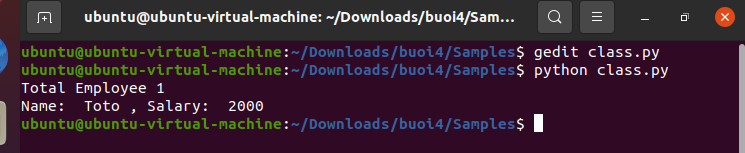 ubuntu@ubuntu-virtual-machine: ~/Downloads/buoi4/Sam...
ubuntu@ubuntu-virtual-machine:~/Downloads/buoi4/Samples$ gedit class.py
ubuntu@ubuntu-virtual-machine:~/Downloads/buoi4/Samples$ python class.py
Total Employee 1
Name:  Toto , Salary:  2000
ubuntu@ubuntu-virtual-machine:~/Downloads/buoi4/Samples$